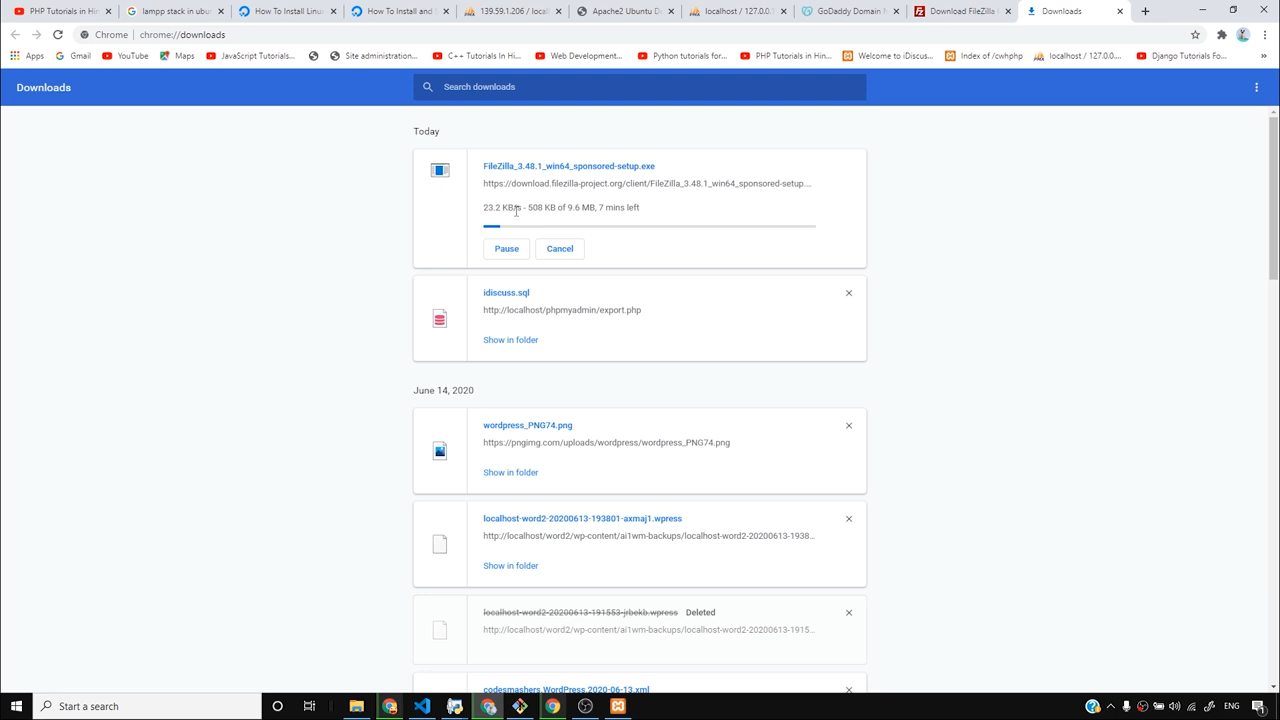 PHP Tutorials in H
lampp stack in ubu
How To Install Linu
How To Install and
139.59.1.206 / local
Apache2 Ubuntu D
localhost / 127.0.0.1
GoDaddy Domain N
Download FileZilla
Downloads
Chrome | chrome://downloads
Apps
Gmail
YouTube
Maps
JavaScript Tutorials...
Site administration...
C++ Tutorials In Hi...
Web Development...
Python tutorials for...
PHP Tutorials in Hin...
Welcome to iDiscus...
Index of /cwhphp
localhost / 127.0.0....
Django Tutorials Fo...
»
Downloads
Search downloads
Today
FileZilla_3.48.1_win64_sponsored-setup.exe
https://download.filezilla-project.org/client/FileZilla_3.48.1_win64_sponsored-setup...
23.2 KB/s - 508 KB of 9.6 MB, 7 mins left
Pause
Cancel
idiscuss.sql
http://localhost/phpmyadmin/export.php
Show in folder
June 14, 2020
wordpress_PNG74.png
https://pngimg.com/uploads/wordpress/wordpress_PNG74.png
Show in folder
localhost-word2-20200613-193801-axmaj1.wpress
http://localhost/word2/wp-content/ai1wm-backups/localhost-word2-20200613-1938...
Show in folder
localhost-word2-20200613-191553-jrbekb.wpress Deleted
http://localhost/word2/wp-content/ai1wm-backups/localhost-word2-20200613-1915...
codesmashers.WordPress.2020-06-13.xml
Start a search
ENG